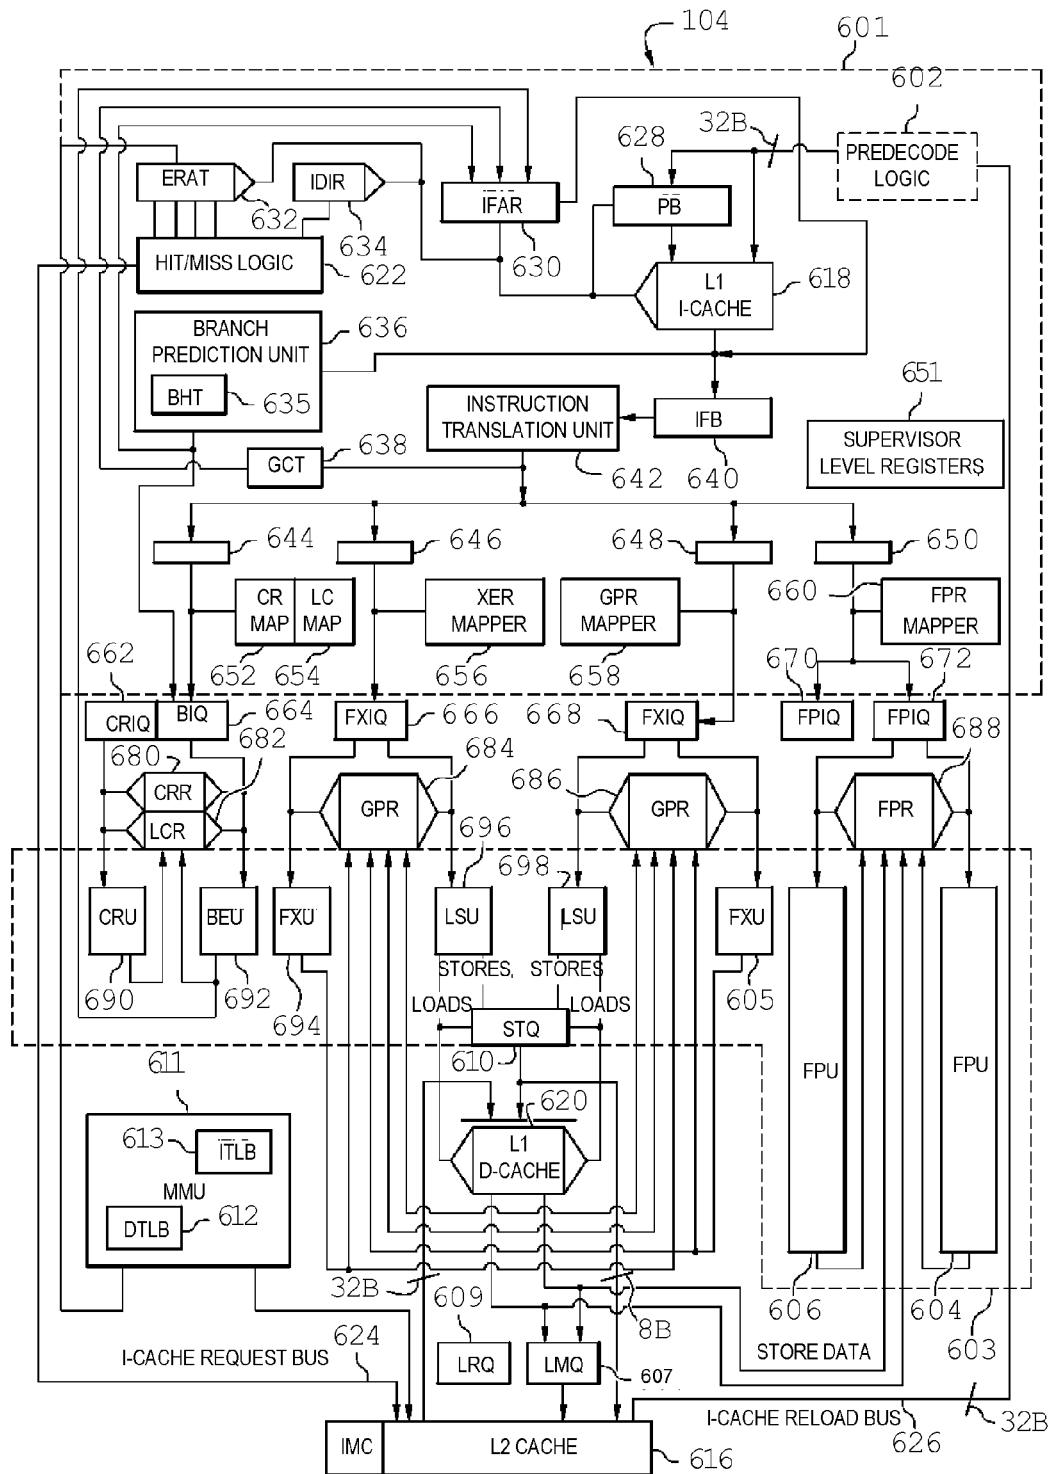 104
601
602
32B
628
PREDECODE
LOGIC
ERAT
632
IDIR
634
IFAR
630
PB
HIT/MISS LOGIC
622
L1
I-CACHE
618
BRANCH
PREDICTION UNIT
636
BHT
635
INSTRUCTION
TRANSLATION UNIT
642
IFB
640
651
SUPERVISOR
LEVEL REGISTERS
GCT
638
644
646
648
650
CR
MAP
LC
MAP
652
654
XER
MAPPER
656
GPR
MAPPER
658
660
FPR
MAPPER
662
670
672
CRIQ
BIQ
664
FXIQ
666
668
FXIQ
FPIQ
FPIQ
680
682
684
686
688
CRR
LCR
GPR
GPR
FPR
696
698
CRU
690
BEU
692
FXU
694
LSU
LSU
FXU
605
STORES,
STORES
LOADS
LOADS
STQ
610
FPU
FPU
611
613
ITLB
MMU
DTLB
612
620
L1
D-CACHE
606
604
603
32B
8B
609
LRQ
LMQ
607
STORE DATA
624
I-CACHE REQUEST BUS
I-CACHE RELOAD BUS
626
32B
IMC
L2 CACHE
616